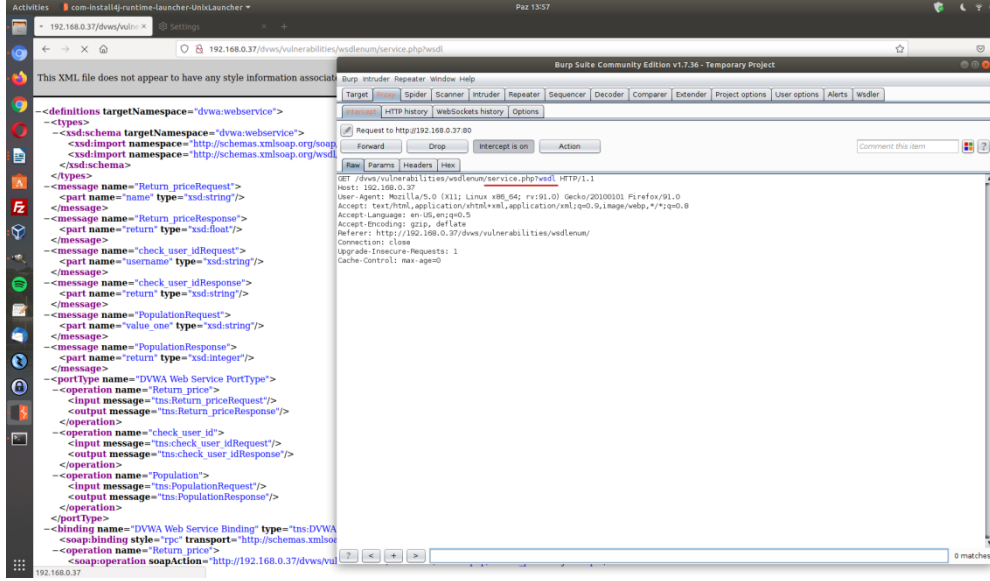 Activities com-install4j-runtime-launcher-UnixLauncher Paz 13:57
192.168.0.37/dvws/vulne × Settings × +
192.168.0.37/dvws/vulnerabilities/wsdlenum/service.php?wsdl
This XML file does not appear to have any style information associat
−<definitions targetNamespace="dvwa:webservice">
−<types>
−<xsd:schema targetNamespace="dvwa:webservice">
<xsd:import namespace="http://schemas.xmlsoap.org/soap
<xsd:import namespace="http://schemas.xmlsoap.org/wsdl
</xsd:schema>
</types>
−<message name="Return_priceRequest">
<part name="name" type="xsd:string"/>
</message>
−<message name="Return_priceResponse">
<part name="return" type="xsd:float"/>
</message>
−<message name="check_user_idRequest">
<part name="username" type="xsd:string"/>
</message>
−<message name="check_user_idResponse">
<part name="return" type="xsd:string"/>
</message>
−<message name="PopulationRequest">
<part name="value_one" type="xsd:string"/>
</message>
−<message name="PopulationResponse">
<part name="return" type="xsd:integer"/>
</message>
−<portType name="DVWA Web Service PortType">
−<operation name="Return_price">
<input message="tns:Return_priceRequest"/>
<output message="tns:Return_priceResponse"/>
</operation>
−<operation name="check_user_id">
<input message="tns:check_user_idRequest"/>
<output message="tns:check_user_idResponse"/>
</operation>
−<operation name="Population">
<input message="tns:PopulationRequest"/>
<output message="tns:PopulationResponse"/>
</operation>
</portType>
−<binding name="DVWA Web Service Binding" type="tns:DVWA
<soap:binding style="rpc" transport="http://schemas.xmlsoa
−<operation name="Return_price">
<soap:operation soapAction="http://192.168.0.37/dvws/vul
192.168.0.37
Burp Suite Community Edition v1.7.36 - Temporary Project
Burp Intruder Repeater Window Help
Target Proxy Spider Scanner Intruder Repeater Sequencer Decoder Comparer Extender Project options User options Alerts Wsdler
Intercept HTTP history WebSockets history Options
Request to http://192.168.0.37:80
Forward Drop Intercept is on Action Comment this item ?
Raw Params Headers Hex
GET /dvws/vulnerabilities/wsdlenum/service.php?wsdl HTTP/1.1
Host: 192.168.0.37
User-Agent: Mozilla/5.0 (X11; Linux x86_64; rv:91.0) Gecko/20100101 Firefox/91.0
Accept: text/html,application/xhtml+xml,application/xml;q=0.9,image/webp,*/*;q=0.8
Accept-Language: en-US,en;q=0.5
Accept-Encoding: gzip, deflate
Referer: http://192.168.0.37/dvws/vulnerabilities/wsdlenum/
Connection: close
Upgrade-Insecure-Requests: 1
Cache-Control: max-age=0
? < + > 0 matches